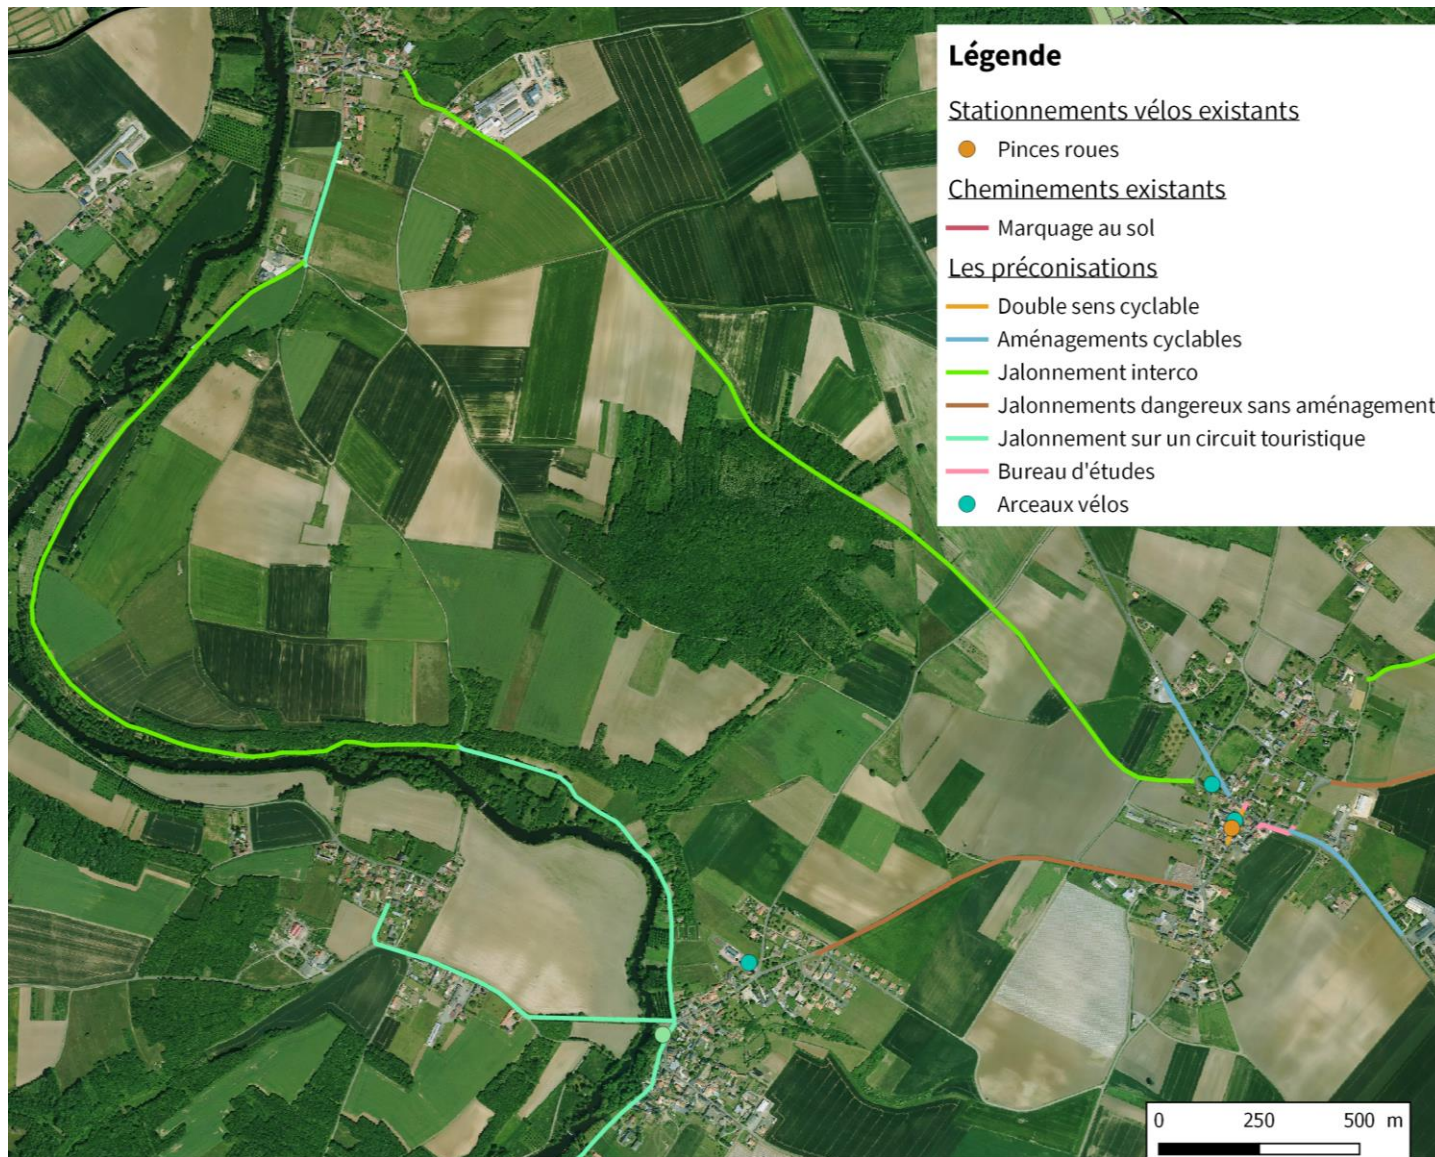 Légende
Stationnements vélos existants
Pinces roues
Cheminements existants
Marquage au sol
Les préconisations
Double sens cyclable
Aménagements cyclables
Jalonnement interco
Jalonnements dangereux sans aménagement
Jalonnement sur un circuit touristique
Bureau d'études
Arceaux vélos
0 250 500 m